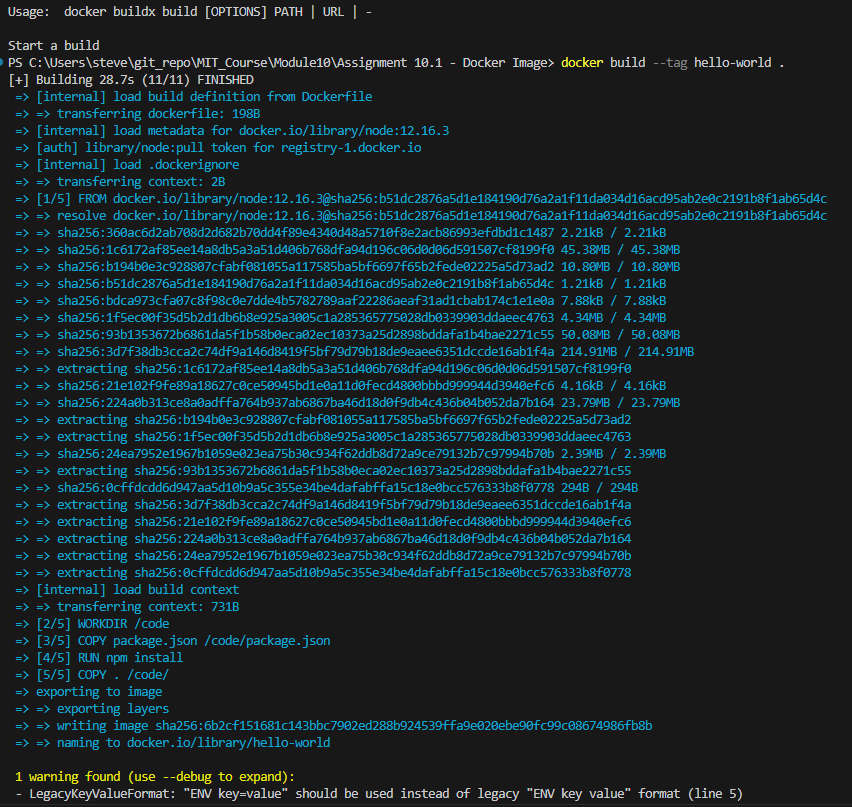 Usage:  docker buildx build [OPTIONS] PATH | URL | -
Start a build
PS C:\Users\steve\git_repo\MIT_Course\Module10\Assignment 10.1 - Docker Image> docker build --tag hello-world .
[+] Building 28.7s (11/11) FINISHED
=> [internal] load build definition from Dockerfile
=> => transferring dockerfile: 198B
=> [internal] load metadata for docker.io/library/node:12.16.3
=> [auth] library/node:pull token for registry-1.docker.io
=> [internal] load .dockerignore
=> => transferring context: 2B
=> [1/5] FROM docker.io/library/node:12.16.3@sha256:b51dc2876a5d1e184190d76a2a1f11da034d16acd95ab2e0c2191b8f1ab65d4c
=> => resolve docker.io/library/node:12.16.3@sha256:b51dc2876a5d1e184190d76a2a1f11da034d16acd95ab2e0c2191b8f1ab65d4c
=> => sha256:360ac6d2ab708d2d682b70dd4f89e4340d48a5710f8e2acb86993efdbd1c1487 2.21kB / 2.21kB
=> => sha256:1c6172af85ee14a8db5a3a51d406b768dfa94d196c06d0d06d591507cf8199f0 45.38MB / 45.38MB
=> => sha256:b194b0e3c928807cfabf081055a117585ba5bf6697f65b2fede02225a5d73ad2 10.80MB / 10.80MB
=> => sha256:b51dc2876a5d1e184190d76a2a1f11da034d16acd95ab2e0c2191b8f1ab65d4c 1.21kB / 1.21kB
=> => sha256:bdca973cfa07c8f98c0e7dde4b5782789aaf22286aeaf31ad1cbab174c1e1e0a 7.88kB / 7.88kB
=> => sha256:1f5ec00f35d5b2d1db6b8e925a3005c1a285365775028db0339903ddaeec4763 4.34MB / 4.34MB
=> => sha256:93b1353672b6861da5f1b58b0eca02ec10373a25d2898bddafa1b4bae2271c55 50.08MB / 50.08MB
=> => sha256:3d7f38db3cca2c74df9a146d8419f5bf79d79b18de9eaee6351dccde16ab1f4a 214.91MB / 214.91MB
=> => extracting sha256:1c6172af85ee14a8db5a3a51d406b768dfa94d196c06d0d06d591507cf8199f0
=> => sha256:21e102f9fe89a18627c0ce50945bd1e0a11d0fecd4800bbbd999944d3940efc6 4.16kB / 4.16kB
=> => sha256:224a0b313ce8a0adffa764b937ab6867ba46d18d0f9db4c436b04b052da7b164 23.79MB / 23.79MB
=> => extracting sha256:b194b0e3c928807cfabf081055a117585ba5bf6697f65b2fede02225a5d73ad2
=> => extracting sha256:1f5ec00f35d5b2d1db6b8e925a3005c1a285365775028db0339903ddaeec4763
=> => sha256:24ea7952e1967b1059e023ea75b30c934f62ddb8d72a9ce79132b7c97994b70b 2.39MB / 2.39MB
=> => extracting sha256:93b1353672b6861da5f1b58b0eca02ec10373a25d2898bddafa1b4bae2271c55
=> => sha256:0cffdcdd6d947aa5d10b9a5c355e34be4dafabffa15c18e0bcc576333b8f0778 294B / 294B
=> => extracting sha256:3d7f38db3cca2c74df9a146d8419f5bf79d79b18de9eaee6351dccde16ab1f4a
=> => extracting sha256:21e102f9fe89a18627c0ce50945bd1e0a11d0fecd4800bbbd999944d3940efc6
=> => extracting sha256:224a0b313ce8a0adffa764b937ab6867ba46d18d0f9db4c436b04b052da7b164
=> => extracting sha256:24ea7952e1967b1059e023ea75b30c934f62ddb8d72a9ce79132b7c97994b70b
=> => extracting sha256:0cffdcdd6d947aa5d10b9a5c355e34be4dafabffa15c18e0bcc576333b8f0778
=> [internal] load build context
=> => transferring context: 731B
=> [2/5] WORKDIR /code
=> [3/5] COPY package.json /code/package.json
=> [4/5] RUN npm install
=> [5/5] COPY . /code/
=> exporting to image
=> => exporting layers
=> => writing image sha256:6b2cf151681c143bbc7902ed288b924539ffa9e020ebe90fc99c08674986fb8b
=> => naming to docker.io/library/hello-world
1 warning found (use --debug to expand):
- LegacyKeyValueFormat: "ENV key=value" should be used instead of legacy "ENV key value" format (line 5)